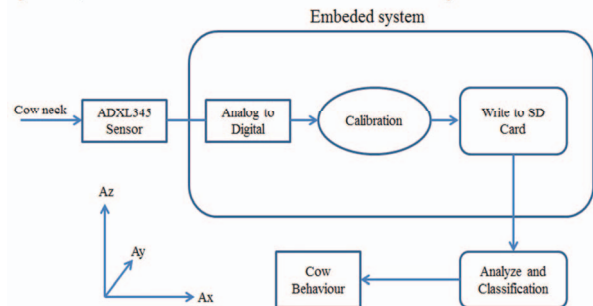 Embeded system
Cow neck
ADXL345
Sensor
Analog to
Digital
Calibration
Write to SD
Card
Az
Ay
Ax
Cow
Behaviour
Analyze and
Classification